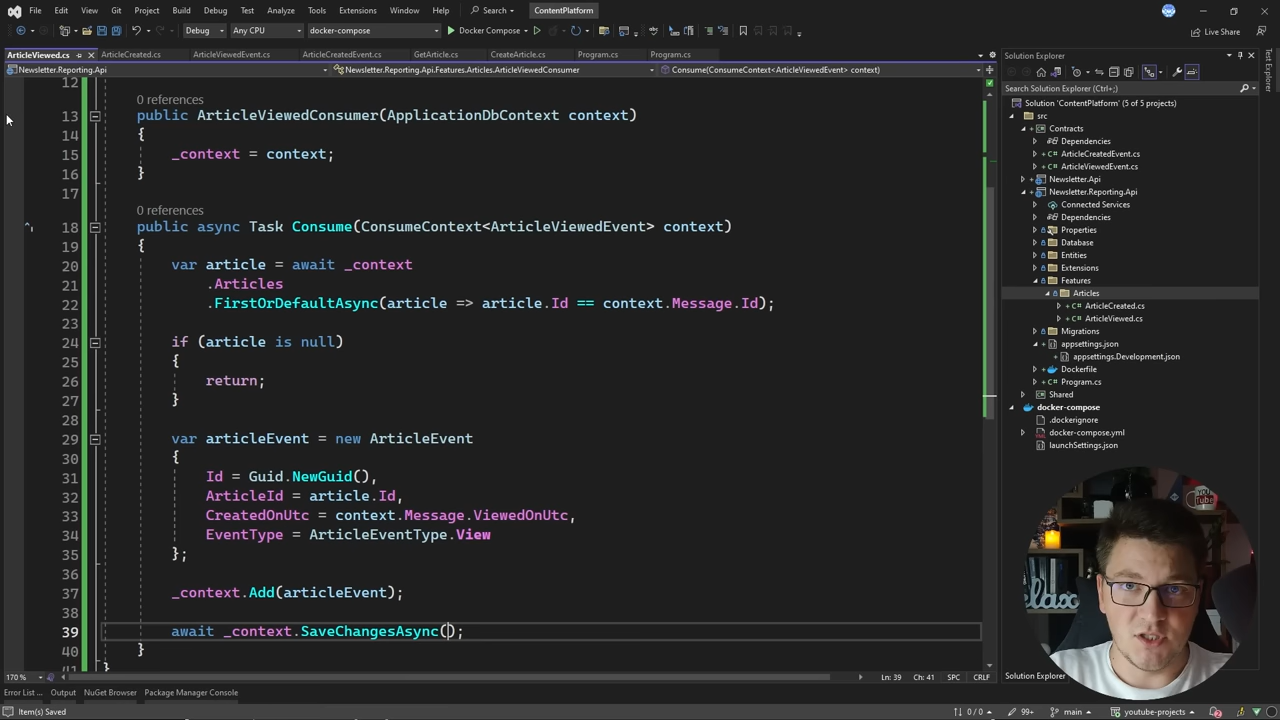 File Edit View Git Project Build Debug Test Analyze Tools Extensions Window Help Search ContentPlatform
Debug Any CPU docker-compose Docker Compose Live Share
ArticleViewed.cs ArticleCreated.cs ArticleViewedEvent.cs ArticleCreatedEvent.cs GetArticle.cs CreateArticle.cs Program.cs Program.cs
Newsletter.Reporting.Api Newsletter.Reporting.Api.Features.Articles.ArticleViewedConsumer Consume(ConsumeContext<ArticleViewedEvent> context)
12
0 references
13 public ArticleViewedConsumer(ApplicationDbContext context)
14 {
15 _context = context;
16 }
17
0 references
18 public async Task Consume(ConsumeContext<ArticleViewedEvent> context)
19 {
20 var article = await _context
21 .Articles
22 .FirstOrDefaultAsync(article => article.Id == context.Message.Id);
23
24 if (article is null)
25 {
26 return;
27 }
28
29 var articleEvent = new ArticleEvent
30 {
31 Id = Guid.NewGuid(),
32 ArticleId = article.Id,
33 CreatedOnUtc = context.Message.ViewedOnUtc,
34 EventType = ArticleEventType.View
35 };
36
37 _context.Add(articleEvent);
38
39 await _context.SaveChangesAsync();
40 }
41 }
170 % Ln: 39 Ch: 41 SPC CRLF
Error List ... Output NuGet Browser Package Manager Console
Item(s) Saved 0 / 0 99+ main youtube-projects
Solution Explorer
Search Solution Explorer (Ctrl+;)
Solution 'ContentPlatform' (5 of 5 projects)
src
Contracts
Dependencies
ArticleCreatedEvent.cs
ArticleViewedEvent.cs
Newsletter.Api
Newsletter.Reporting.Api
Connected Services
Dependencies
Properties
Database
Entities
Extensions
Features
Articles
ArticleCreated.cs
ArticleViewed.cs
Migrations
appsettings.json
appsettings.Development.json
Dockerfile
Program.cs
Shared
docker-compose
.dockerignore
docker-compose.yml
launchSettings.json
Solution Explorer
Test Explorer
You Tube
relax